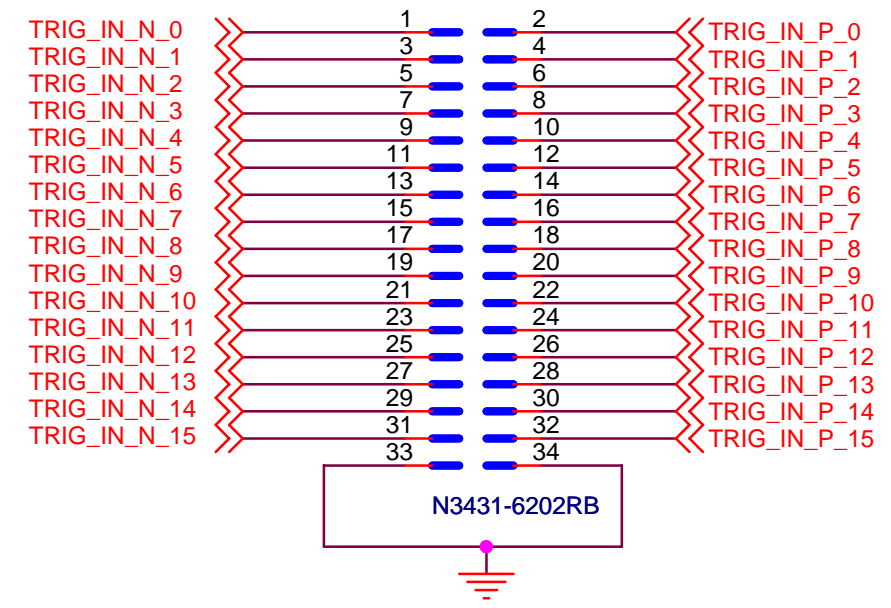 TRIG_IN_N_0 1 2 TRIG_IN_P_0
TRIG_IN_N_1 3 4 TRIG_IN_P_1
TRIG_IN_N_2 5 6 TRIG_IN_P_2
TRIG_IN_N_3 7 8 TRIG_IN_P_3
TRIG_IN_N_4 9 10 TRIG_IN_P_4
TRIG_IN_N_5 11 12 TRIG_IN_P_5
TRIG_IN_N_6 13 14 TRIG_IN_P_6
TRIG_IN_N_7 15 16 TRIG_IN_P_7
TRIG_IN_N_8 17 18 TRIG_IN_P_8
TRIG_IN_N_9 19 20 TRIG_IN_P_9
TRIG_IN_N_10 21 22 TRIG_IN_P_10
TRIG_IN_N_11 23 24 TRIG_IN_P_11
TRIG_IN_N_12 25 26 TRIG_IN_P_12
TRIG_IN_N_13 27 28 TRIG_IN_P_13
TRIG_IN_N_14 29 30 TRIG_IN_P_14
TRIG_IN_N_15 31 32 TRIG_IN_P_15
33 34
N3431-6202RB